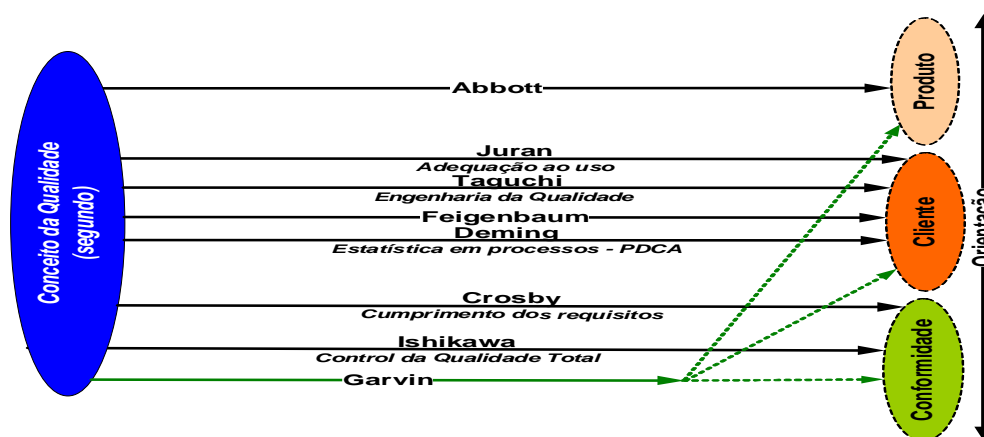 Conceito da Qualidade
(segundo)
Abbott
Juran
Adequação ao uso
Taguchi
Engenharia da Qualidade
Feigenbaum
Deming
Estatística em processos - PDCA
Crosby
Cumprimento dos requisitos
Ishikawa
Control da Qualidade Total
Garvin
Produto
Cliente
Conformidade
Orientação